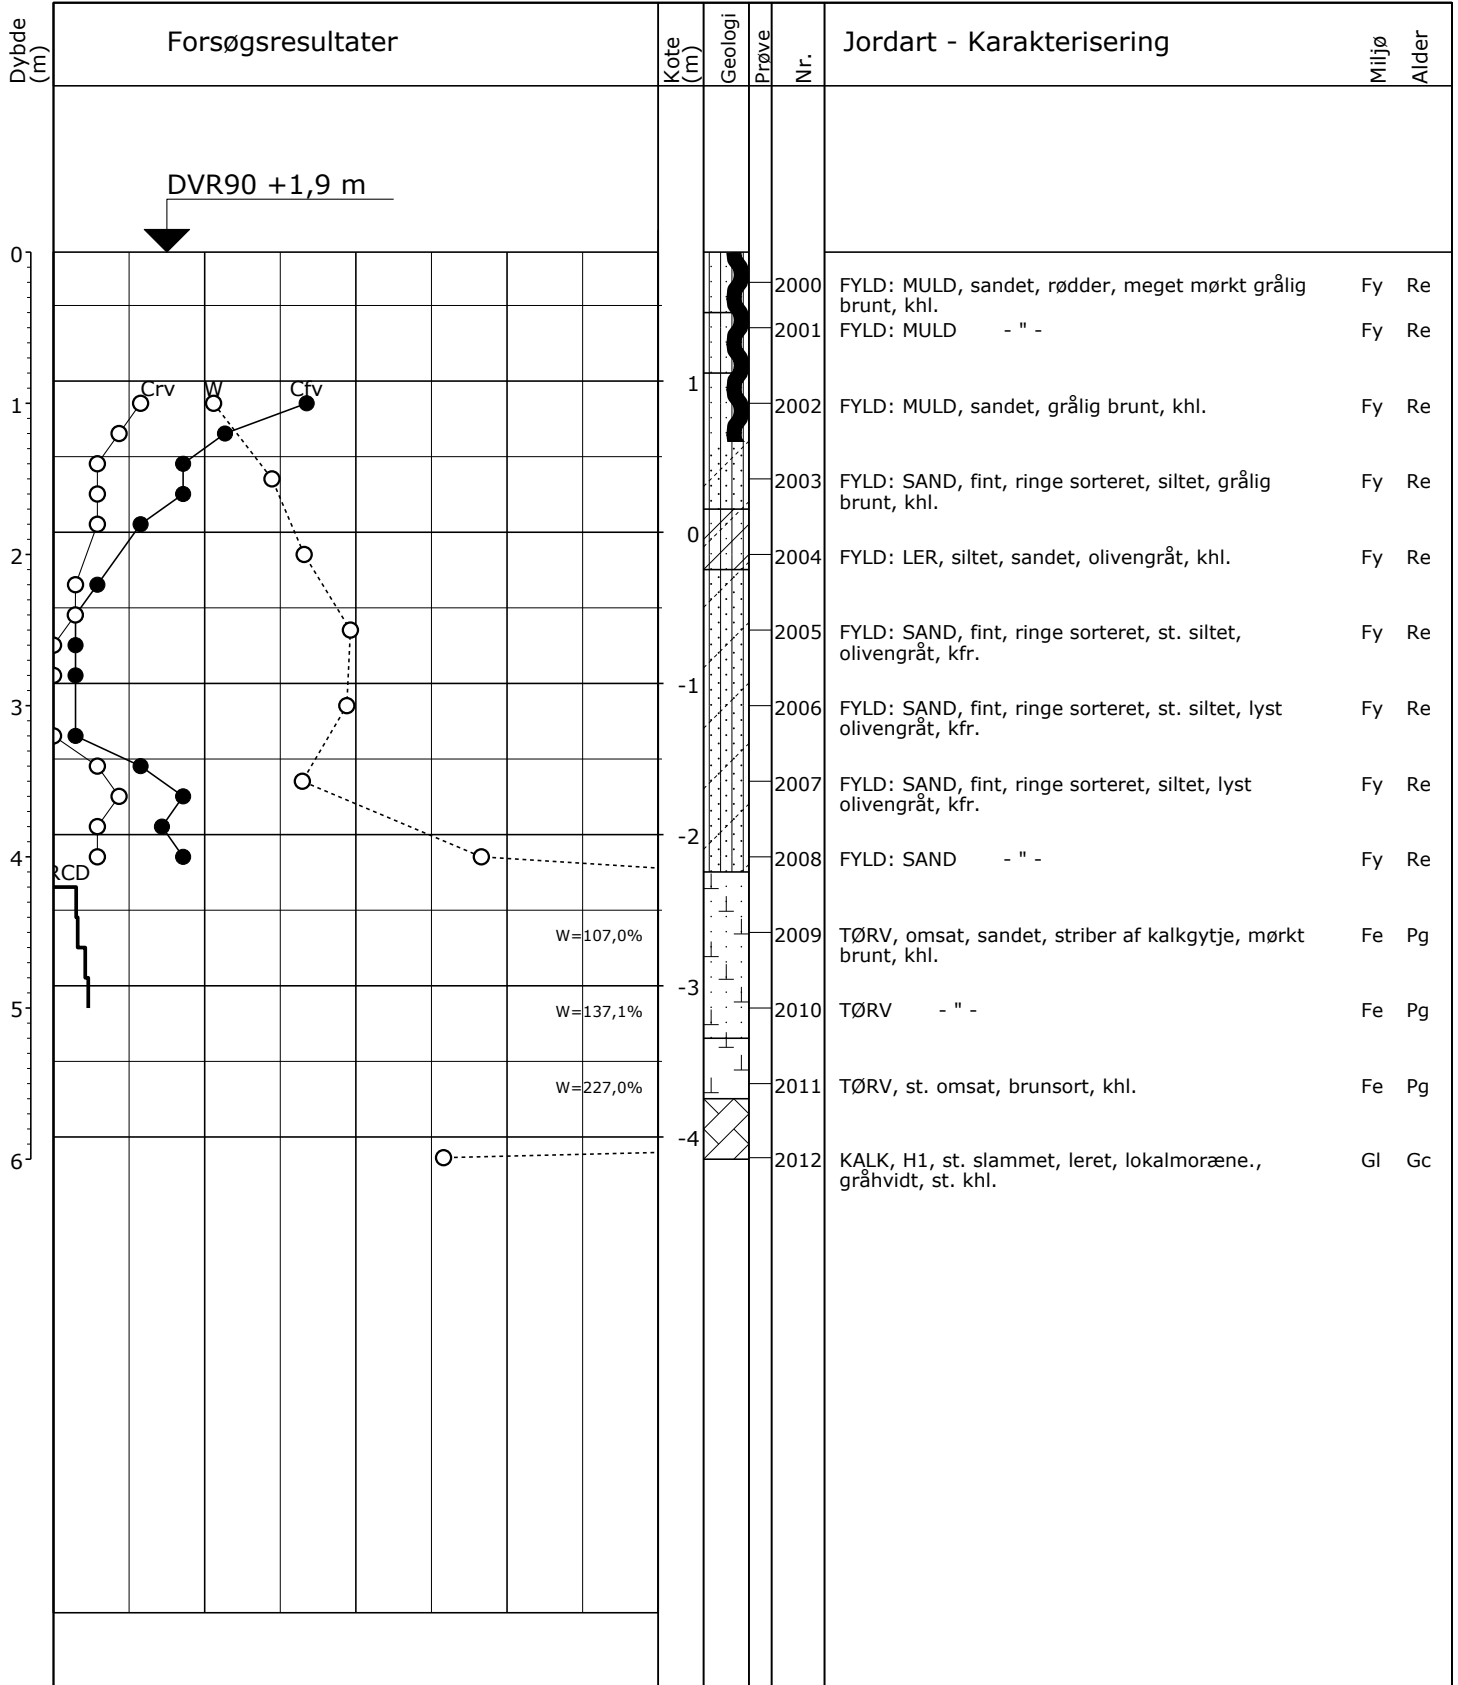 Dybde (m)
Forsøgsresultater
Kote (m)
Geologi
Prøve
Nr.
Jordart - Karakterisering
Miljø
Alder
DVR90 +1,9 m
0
2000 FYLD: MULD, sandet, rødder, meget mørkt grålig Fy Re
brunt, khl.
2001 FYLD: MULD - " - Fy Re
Crv W Cfv
1
1 2002 FYLD: MULD, sandet, grålig brunt, khl. Fy Re
2003 FYLD: SAND, fint, ringe sorteret, siltet, grålig Fy Re
brunt, khl.
0
2 2004 FYLD: LER, siltet, sandet, olivengråt, khl. Fy Re
2005 FYLD: SAND, fint, ringe sorteret, st. siltet, Fy Re
olivengråt, kfr.
-1
3 2006 FYLD: SAND, fint, ringe sorteret, st. siltet, lyst Fy Re
olivengråt, kfr.
2007 FYLD: SAND, fint, ringe sorteret, siltet, lyst Fy Re
olivengråt, kfr.
-2
4 2008 FYLD: SAND - " - Fy Re
RCD
W=107,0% 2009 TØRV, omsat, sandet, striber af kalkgytje, mørkt Fe Pg
brunt, khl.
-3
5 W=137,1% 2010 TØRV - " - Fe Pg
W=227,0% 2011 TØRV, st. omsat, brunsort, khl. Fe Pg
-4
6 2012 KALK, H1, st. slammet, leret, lokalmoræne., Gl Gc
gråhvidt, st. khl.